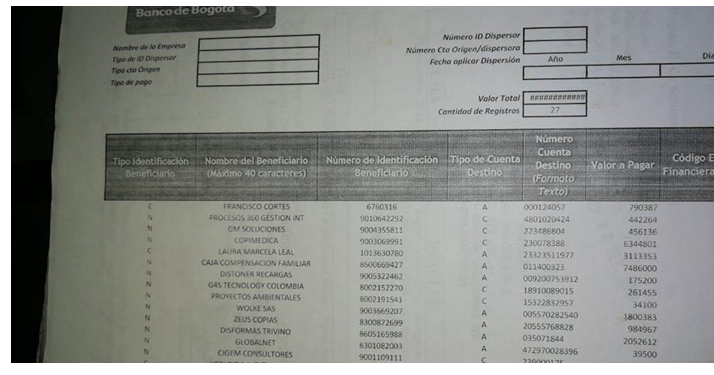 Banco de Bogotá
Número ID Dispersor
Nombre de la Empresa
Número Cta Origen/dispersora
Tipo de ID Dispersor
Fecha aplicar Dispersión Año Mes Día
Tipo cta Origen
Tipo de pago
Valor Total ############
Cantidad de Registros 27
Tipo Identificación Beneficiario Nombre del Beneficiario (Máximo 40 caracteres) Número de Identificación Beneficiario Tipo de Cuenta Destino Número Cuenta Destino (Formato Texto) Valor a Pagar Código E Financiera
C FRANCISCO CORTES 6760316 A 000124057 790387
N PROCESOS 360 GESTION INT 9010642292 C 4801020424 442264
N GM SOLUCIONES 9004355811 C 223486804 456136
N COPIMEDICA 9003069991 C 230078388 6344801
C LAURA MARCELA LEAL 1013630780 A 23323511977 3113353
N CAJA COMPENSACION FAMILIAR 8600669427 A 011400323 7486000
N DISTONER RECARGAS 9005322462 A 009200753912 175200
N G4S TECNOLOGY COLOMBIA 8002152270 C 18910089015 261455
N PROYECTOS AMBIENTALES 8002191541 C 15322832957 34100
N WOLKE SAS 9003669207 A 005570282540 1800383
N ZEUS COPIAS 8300872699 A 20555768828 984967
N DISFORMAS TRIVINO 8605165988 A 035071844 2052612
N GLOBALNET 8301082003 A 472970028396 39500
N CIGEM CONSULTORES 9001109111 C